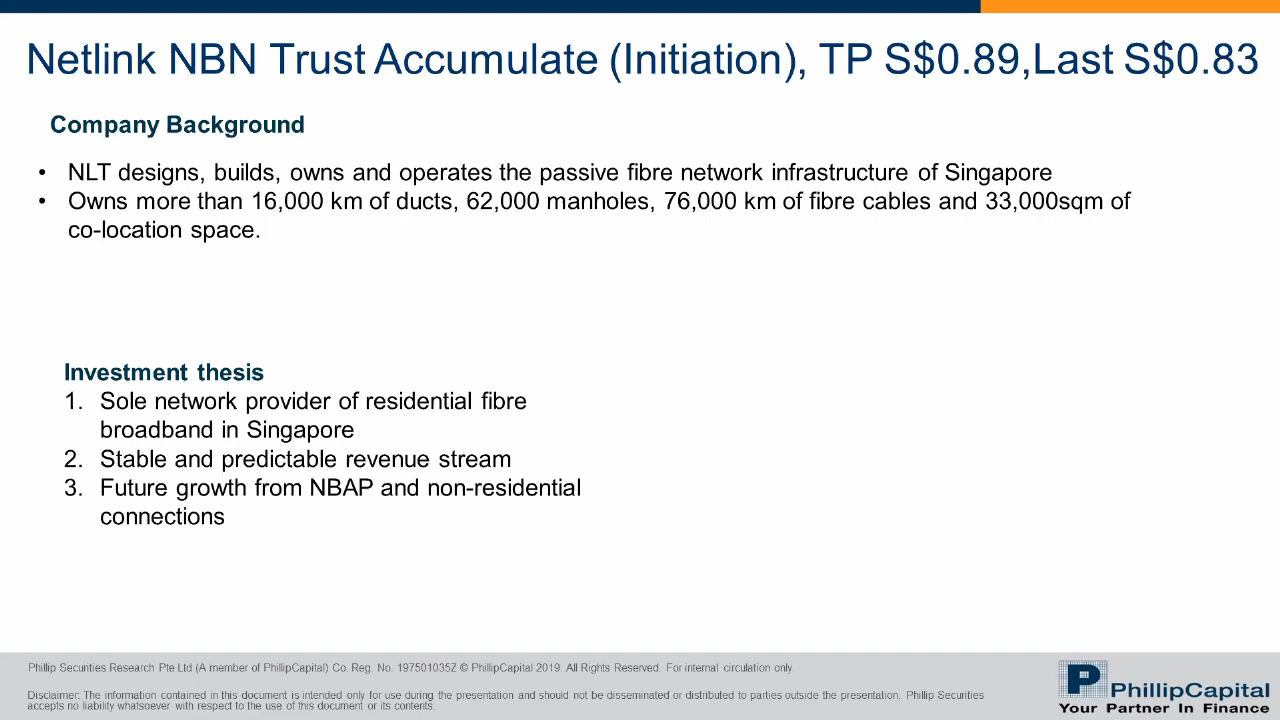 Netlink NBN Trust Accumulate (Initiation), TP S$0.89,Last S$0.83
Company Background
• NLT designs, builds, owns and operates the passive fibre network infrastructure of Singapore
• Owns more than 16,000 km of ducts, 62,000 manholes, 76,000 km of fibre cables and 33,000sqm of
co-location space.
Investment thesis
1. Sole network provider of residential fibre
broadband in Singapore
2. Stable and predictable revenue stream
3. Future growth from NBAP and non-residential
connections
Phillip Securities Research Pte Ltd (A member of PhillipCapital) Co. Reg. No. 197501035Z © PhillipCapital 2019. All Rights Reserved. For internal circulation only.
Disclaimer: The information contained in this document is intended only for use during the presentation and should not be disseminated or distributed to parties outside the presentation. Phillip Securities
accepts no liability whatsoever with respect to the use of this document or its contents.
P
PhillipCapital
Your Partner In Finance